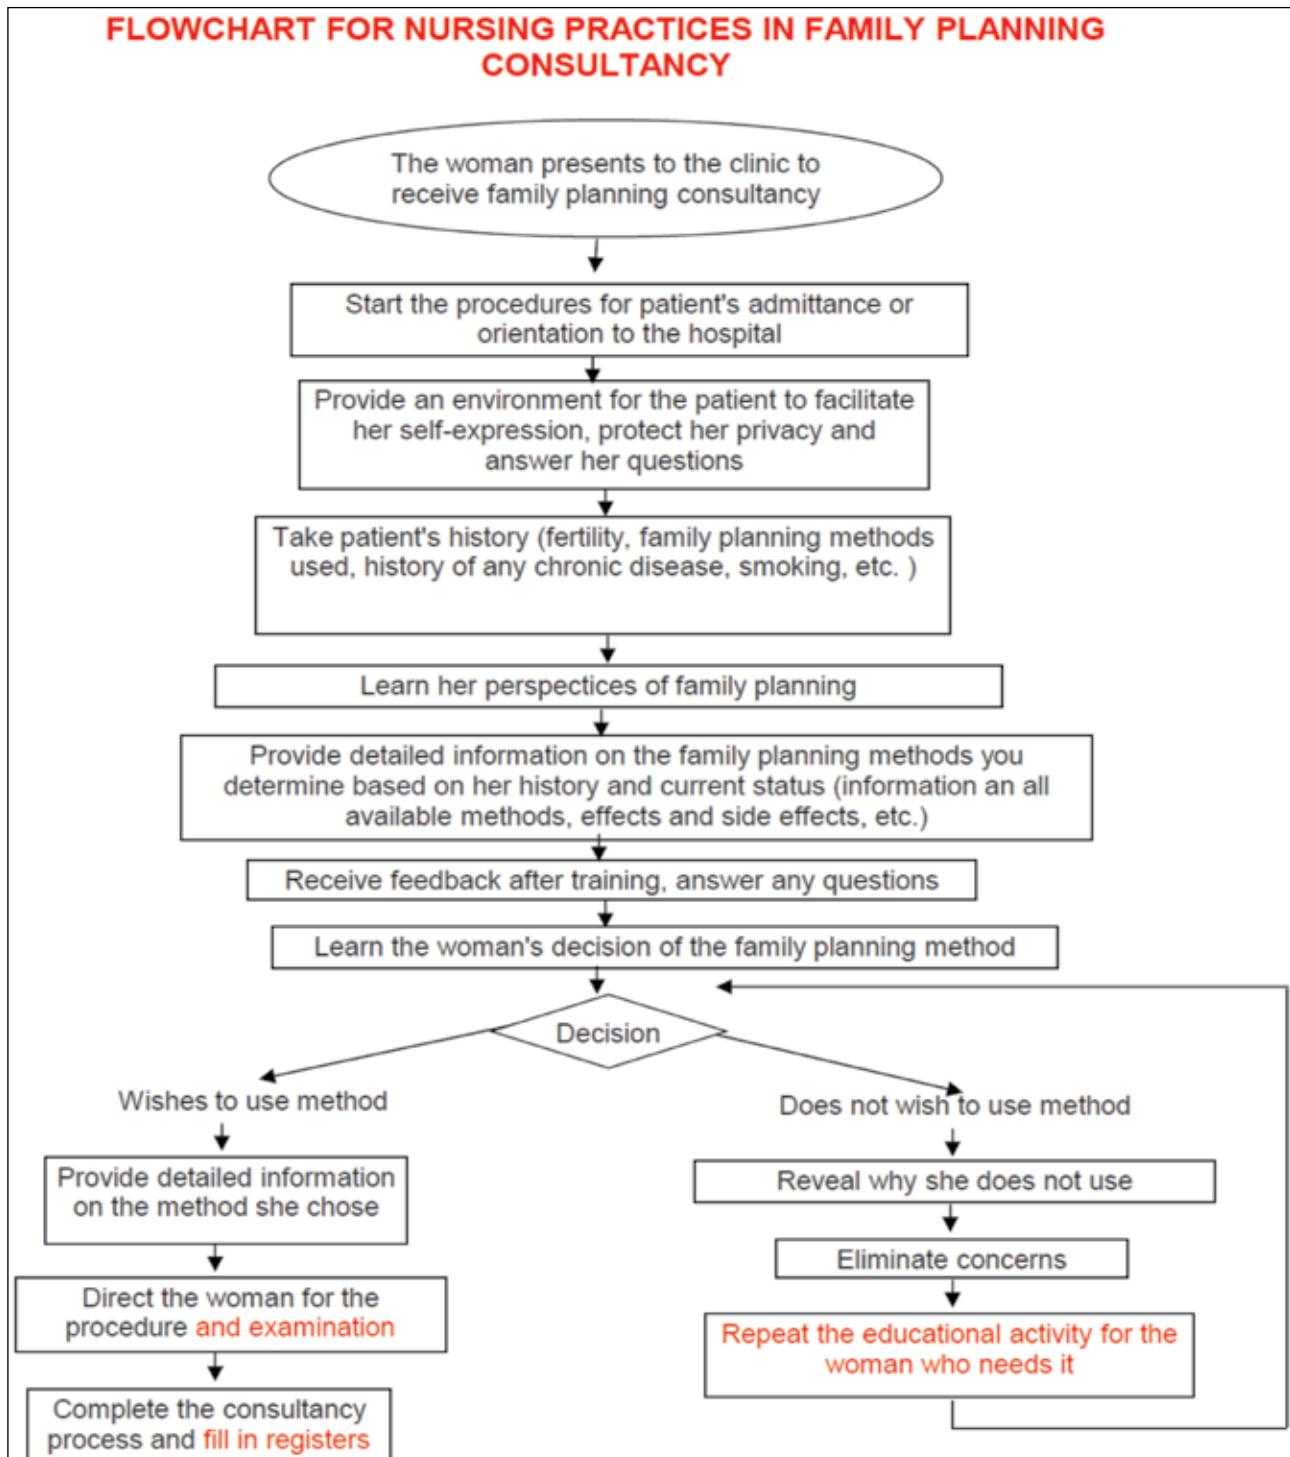 FLOWCHART FOR NURSING PRACTICES IN FAMILY PLANNING
CONSULTANCY
The woman presents to the clinic to
receive family planning consultancy
Start the procedures for patient's admittance or
orientation to the hospital
Provide an environment for the patient to facilitate
her self-expression, protect her privacy and
answer her questions
Take patient's history (fertility, family planning methods
used, history of any chronic disease, smoking, etc. )
Learn her perspectices of family planning
Provide detailed information on the family planning methods you
determine based on her history and current status (information an all
available methods, effects and side effects, etc.)
Receive feedback after training, answer any questions
Learn the woman's decision of the family planning method
Decision
Wishes to use method
Provide detailed information
on the method she chose
Direct the woman for the
procedure and examination
Complete the consultancy
process and fill in registers
Does not wish to use method
Reveal why she does not use
Eliminate concerns
Repeat the educational activity for the
woman who needs it